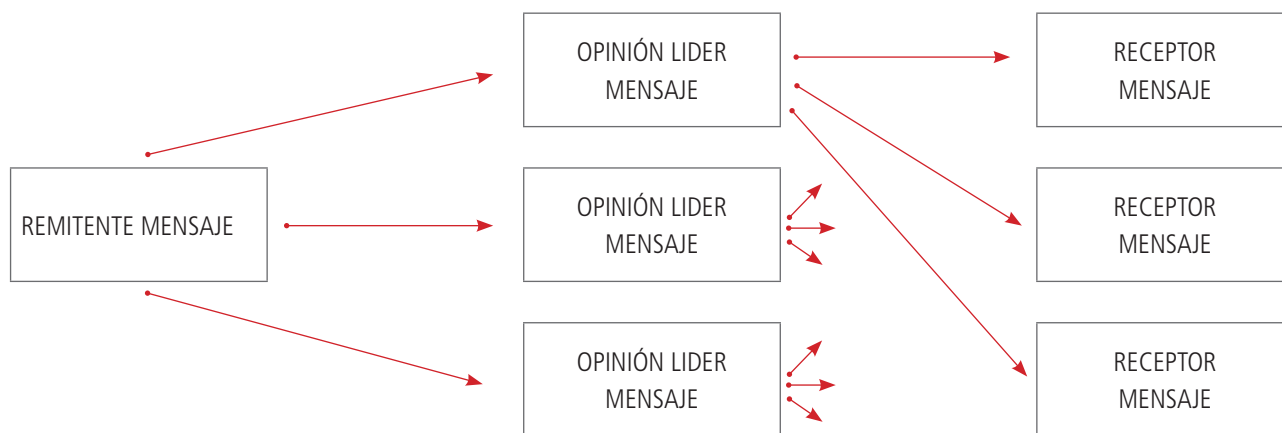 OPINIÓN LIDER
MENSAJE
RECEPTOR
MENSAJE
REMITENTE MENSAJE
OPINIÓN LIDER
MENSAJE
RECEPTOR
MENSAJE
OPINIÓN LIDER
MENSAJE
RECEPTOR
MENSAJE